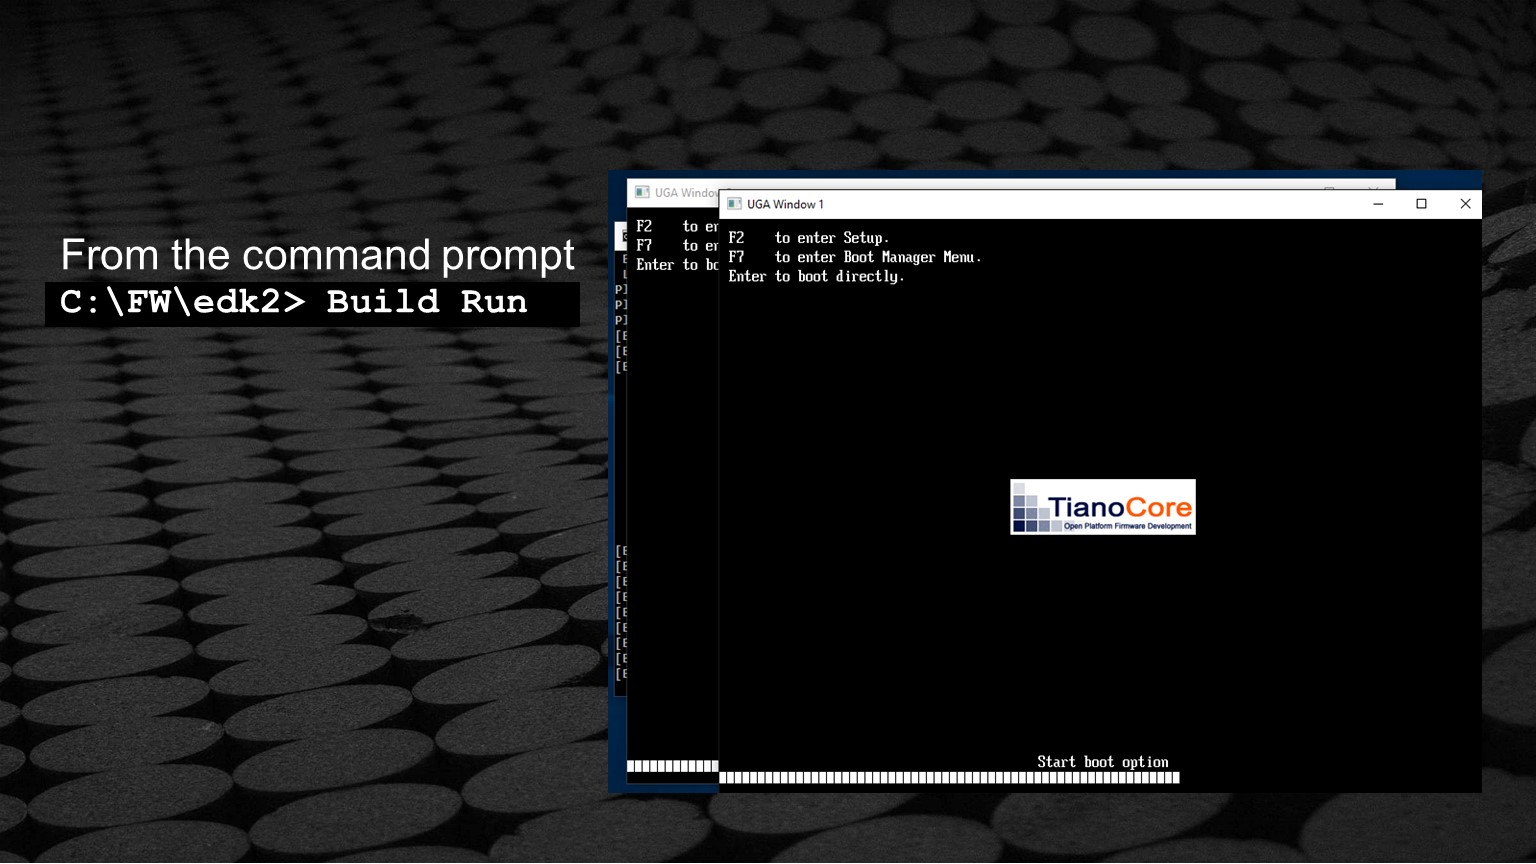 From the command prompt
C:\FW\edk2> Build Run
UGA Window
F2 to en
F7 to en
Enter to bo
UGA Window 1
F2 to enter Setup.
F7 to enter Boot Manager Menu.
Enter to boot directly.
TianoCore
Open Platform Firmware Development
Start boot option